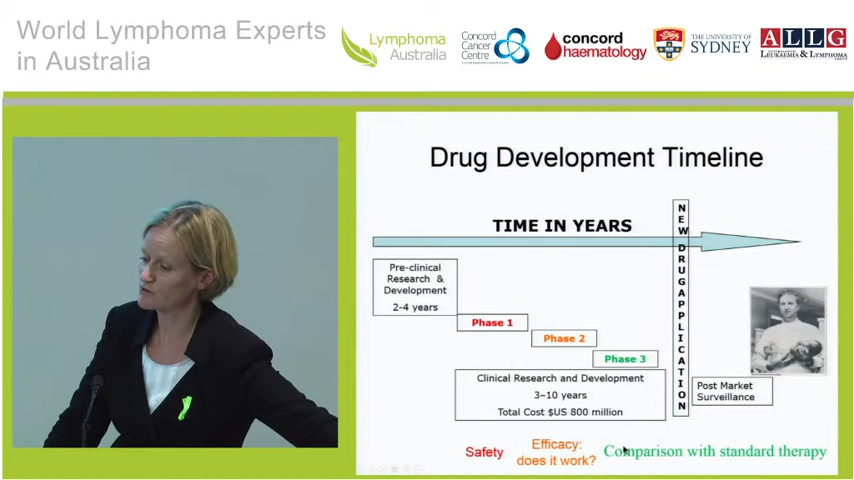 World Lymphoma Experts
in Australia
Lymphoma
Australia
Concord
Cancer
Centre
concord
haematology
THE UNIVERSITY OF
SYDNEY
ALLG
LEUKAEMIA & LYMPHOMA
Drug Development Timeline
TIME IN YEARS
NEW DRUG APPLICATION
Pre-clinical
Research &
Development
2-4 years
Phase 1
Phase 2
Phase 3
Clinical Research and Development
3–10 years
Total Cost $US 800 million
Post Market
Surveillance
Safety
Efficacy:
does it work?
Comparison with standard therapy